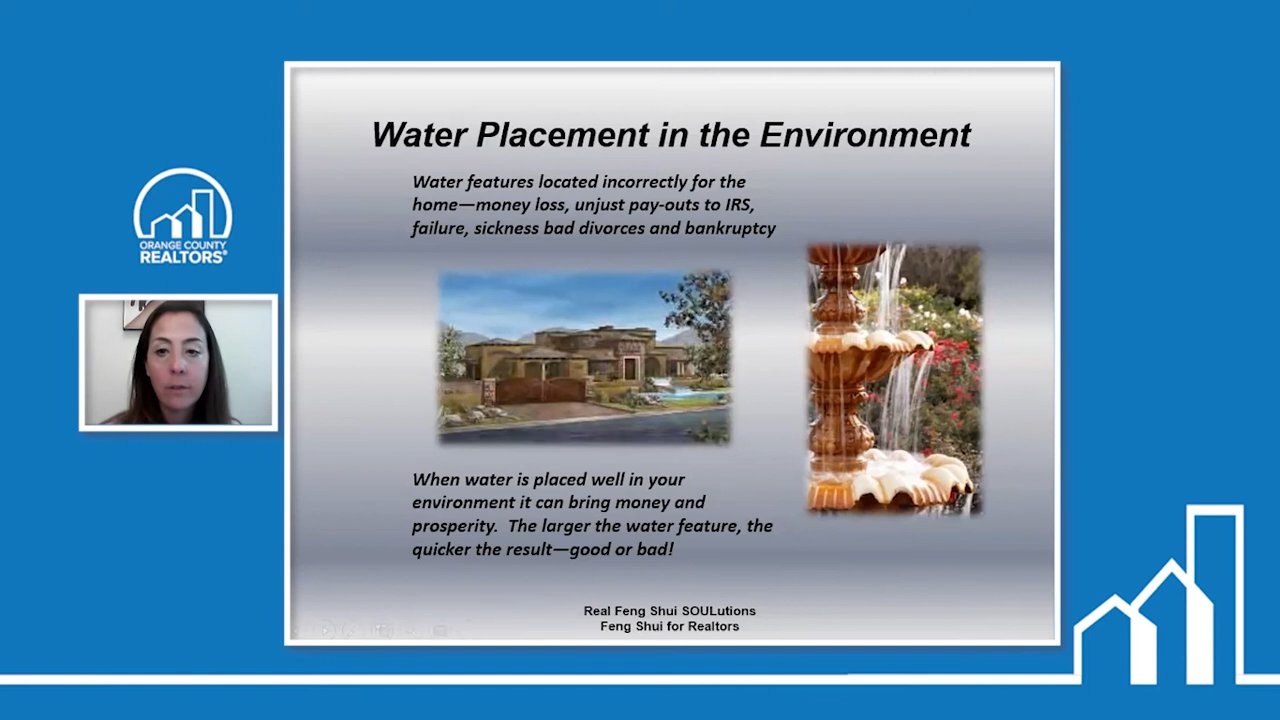 Water Placement in the Environment
Water features located incorrectly for the
home—money loss, unjust pay-outs to IRS,
failure, sickness bad divorces and bankruptcy
ORANGE COUNTY
REALTORS®
When water is placed well in your
environment it can bring money and
prosperity.  The larger the water feature, the
quicker the result—good or bad!
Real Feng Shui SOULutions
Feng Shui for Realtors